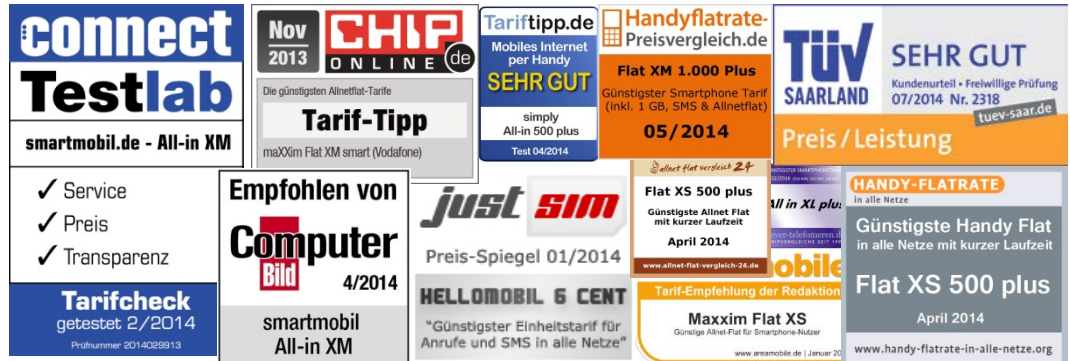 connect
Testlab
smartmobil.de - All-in XM
✓ Service
✓ Preis
✓ Transparenz
Tarifcheck
getestet 2/2014
Prüfnummer 2014029913
Nov
2013
CHIP
ONLINE de
Die günstigsten Allnetflat-Tarife
Tarif-Tipp
maXXim Flat XM smart (Vodafone)
Tariftipp.de
Mobiles Internet
per Handy
SEHR GUT
simply
All-in 500 plus
Test 04/2014
Handyflatrate-
Preisvergleich.de
Flat XM 1.000 Plus
Günstigster Smartphone Tarif
(inkl. 1 GB, SMS & Allnetflat)
05/2014
TÜV
SAARLAND
SEHR GUT
Kundenurteil • Freiwillige Prüfung
07/2014 Nr. 2318
tuev-saar.de
Preis/Leistung
Empfohlen von
Computer
Bild
4/2014
smartmobil
All-in XM
just sim
Preis-Spiegel 01/2014
HELLOMOBIL 6 CENT
"Günstigster Einheitstarif für
Anrufe und SMS in alle Netze"
allnet flat vergleich 24
Flat XS 500 plus
Günstigste Allnet Flat
mit kurzer Laufzeit
April 2014
www.allnet-flat-vergleich-24.de
All in XL plus
obile
Tarif-Empfehlung der Redaktion
Maxxim Flat XS
Günstige Allnet-Flat für Smartphone-Nutzer
www.areamobile.de | Januar 20
HANDY-FLATRATE
in alle Netze
Günstigste Handy Flat
in alle Netze mit kurzer Laufzeit
Flat XS 500 plus
April 2014
www.handy-flatrate-in-alle-netze.org